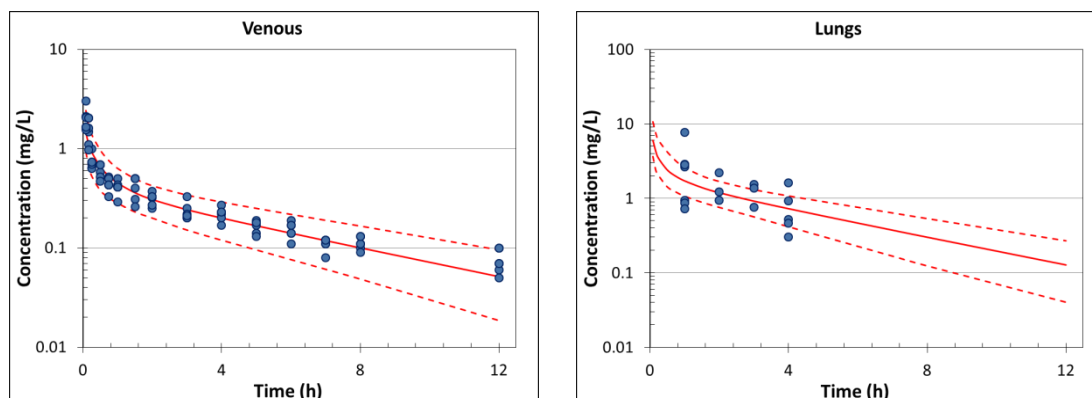 Venous
10
1
0.1
0.01
Concentration (mg/L)
0
4
8
12
Time (h)
Lungs
100
10
1
0.1
0.01
Concentration (mg/L)
0
4
8
12
Time (h)